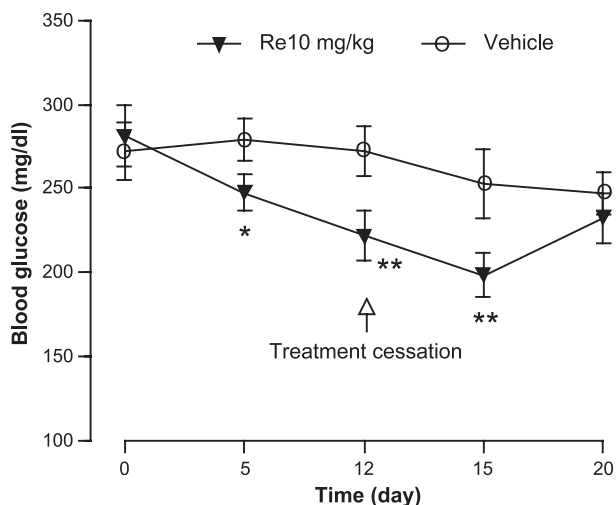 350
Re10 mg/kg
Vehicle
300
250
200
150
100
Blood glucose (mg/dl)
*
**
**
Treatment cessation
0
5
12
15
20
Time (day)